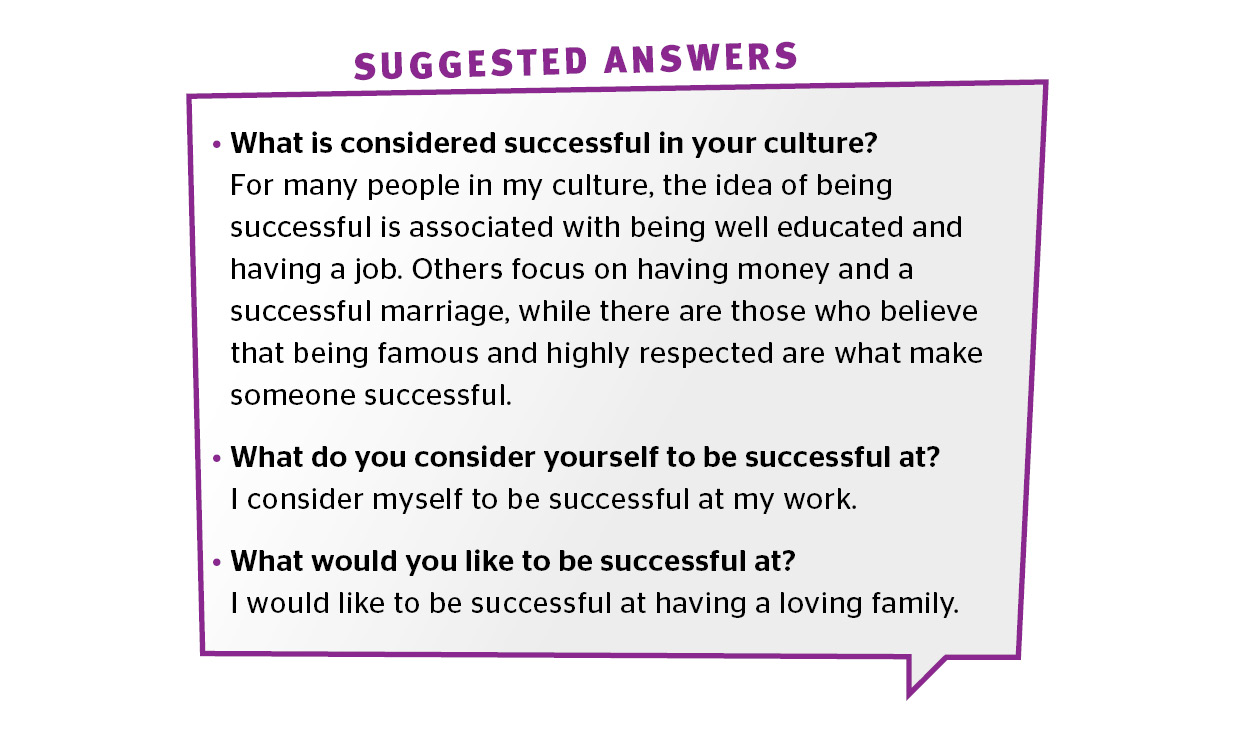 SUGGESTED ANSWERS
• What is considered successful in your culture?
For many people in my culture, the idea of being
successful is associated with being well educated and
having a job. Others focus on having money and a
successful marriage, while there are those who believe
that being famous and highly respected are what make
someone successful.
• What do you consider yourself to be successful at?
I consider myself to be successful at my work.
• What would you like to be successful at?
I would like to be successful at having a loving family.